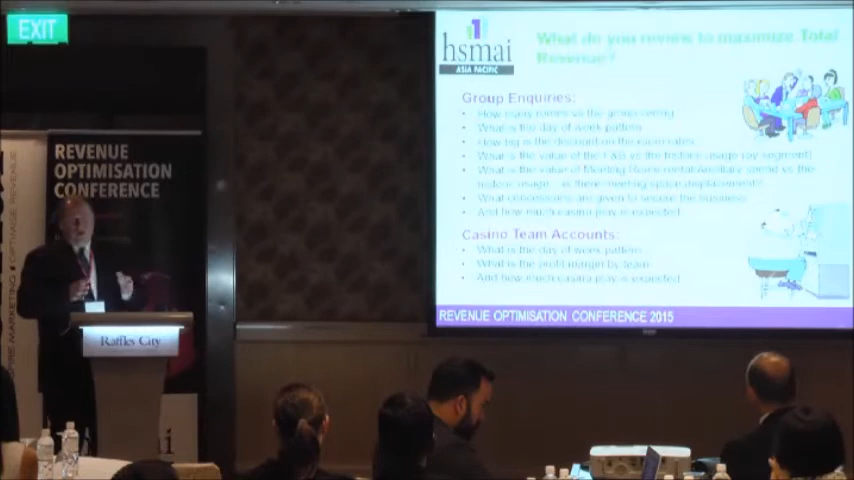 EXIT
hsmai
ASIA PACIFIC
What do you review to maximize Total
Revenue?
Group Enquiries:
• How many rooms vs the group ceiling
• What is the day of week pattern
• How big is the discount on the room rates
• What is the value of the F&B vs the historic usage (by segment)
• What is the value of Meeting Room rental/Ancillary spend vs the
historic usage - is there meeting space displacement?
• What concessions are given to secure the business
• And how much casino play is expected
Casino Team Accounts:
• What is the day of week pattern
• What is the profit margin by team
• And how much casino play is expected
REVENUE OPTIMISATION CONFERENCE 2015
REVENUE
OPTIMISATION
CONFERENCE
Raffles City
MARKETING. OPTIMIZE REVENUE